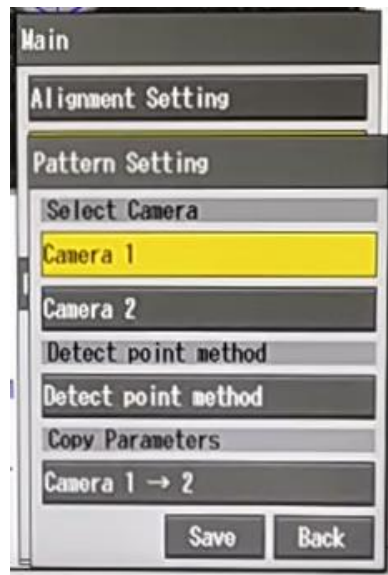 Main
Alignment Setting
Pattern Setting
Select Camera
Camera 1
Camera 2
Detect point method
Detect point method
Copy Parameters
Camera 1 → 2
Save Back